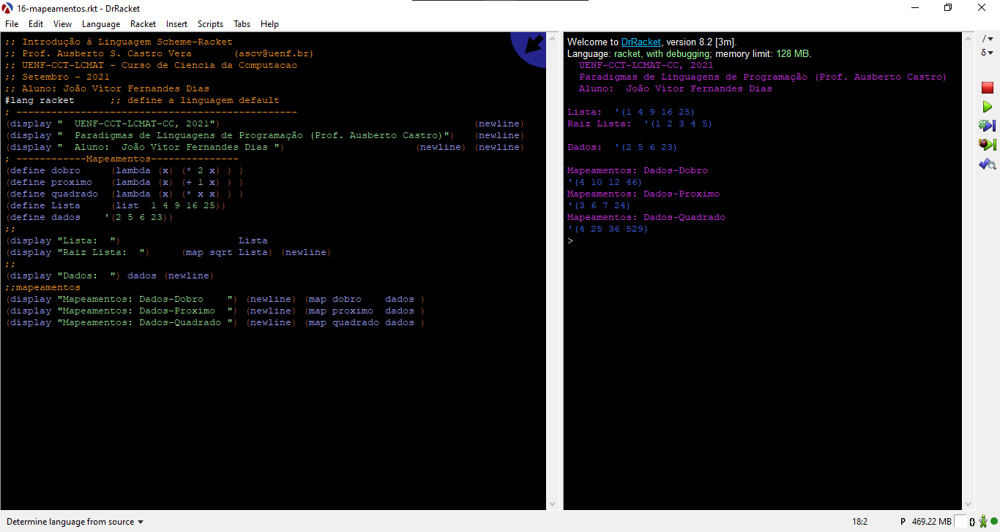 16-mapeamentos.rkt - DrRacket
File Edit View Language Racket Insert Scripts Tabs Help
;; Introdução à Linguagem Scheme-Racket
;; Prof. Ausberto S. Castro Vera (ascv@uenf.br)
;; UENF-CCT-LCMAT - Curso de Ciencia da Computacao
;; Setembro - 2021
;; Aluno: João Vítor Fernandes Dias
#lang racket ;; define a linguagem default
; ------------------------------------------------
(display " UENF-CCT-LCMAT-CC, 2021") (newline)
(display " Paradigmas de Linguagens de Programação (Prof. Ausberto Castro)") (newline)
(display " Aluno: João Vítor Fernandes Dias ") (newline) (newline)
; ------------Mapeamentos---------------
(define dobro (lambda (x) (* 2 x) ) )
(define proximo (lambda (x) (+ 1 x) ) )
(define quadrado (lambda (x) (* x x) ) )
(define Lista (list 1 4 9 16 25))
(define dados '(2 5 6 23))
;;
(display "Lista: ") Lista
(display "Raiz Lista: ") (map sqrt Lista) (newline)
;;
(display "Dados: ") dados (newline)
;;mapeamentos
(display "Mapeamentos: Dados-Dobro ") (newline) (map dobro dados )
(display "Mapeamentos: Dados-Proximo ") (newline) (map proximo dados )
(display "Mapeamentos: Dados-Quadrado ") (newline) (map quadrado dados )
Welcome to DrRacket, version 8.2 [3m].
Language: racket, with debugging; memory limit: 128 MB.
UENF-CCT-LCMAT-CC, 2021
Paradigmas de Linguagens de Programação (Prof. Ausberto Castro)
Aluno: João Vítor Fernandes Dias
Lista: '(1 4 9 16 25)
Raiz Lista: '(1 2 3 4 5)
Dados: '(2 5 6 23)
Mapeamentos: Dados-Dobro
'(4 10 12 46)
Mapeamentos: Dados-Proximo
'(3 6 7 24)
Mapeamentos: Dados-Quadrado
'(4 25 36 529)
>
Determine language from source
18:2
P 469.22 MB